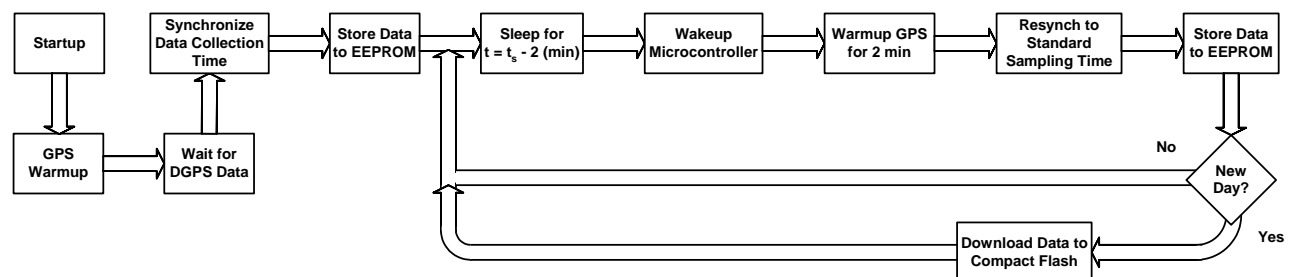 Startup
GPS
Warmup
Wait for
DGPS Data
Synchronize
Data Collection
Time
Store Data
to EEPROM
Sleep for
t = tₛ - 2 (min)
Wakeup
Microcontroller
Warmup GPS
for 2 min
Resynch to
Standard
Sampling Time
Store Data
to EEPROM
New
Day?
No
Yes
Download Data to
Compact Flash